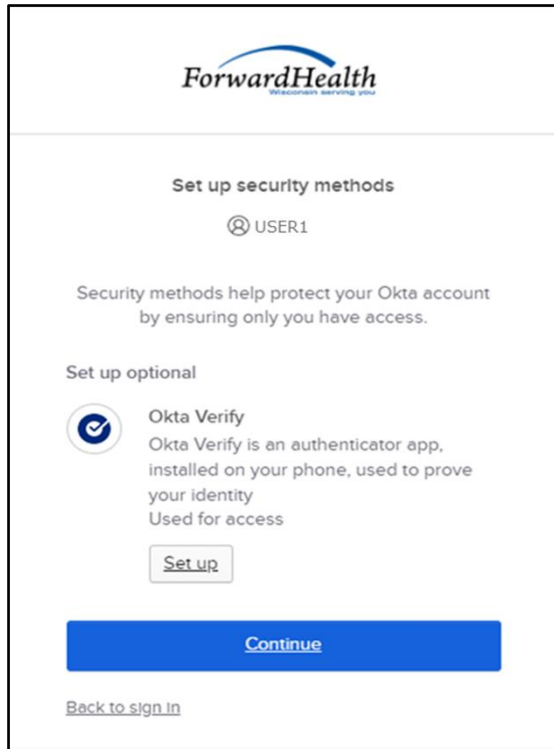 ForwardHealth
Wisconsin serving you
Set up security methods
USER1
Security methods help protect your Okta account
by ensuring only you have access.
Set up optional
Okta Verify
Okta Verify is an authenticator app,
installed on your phone, used to prove
your identity
Used for access
Set up
Continue
Back to sign in